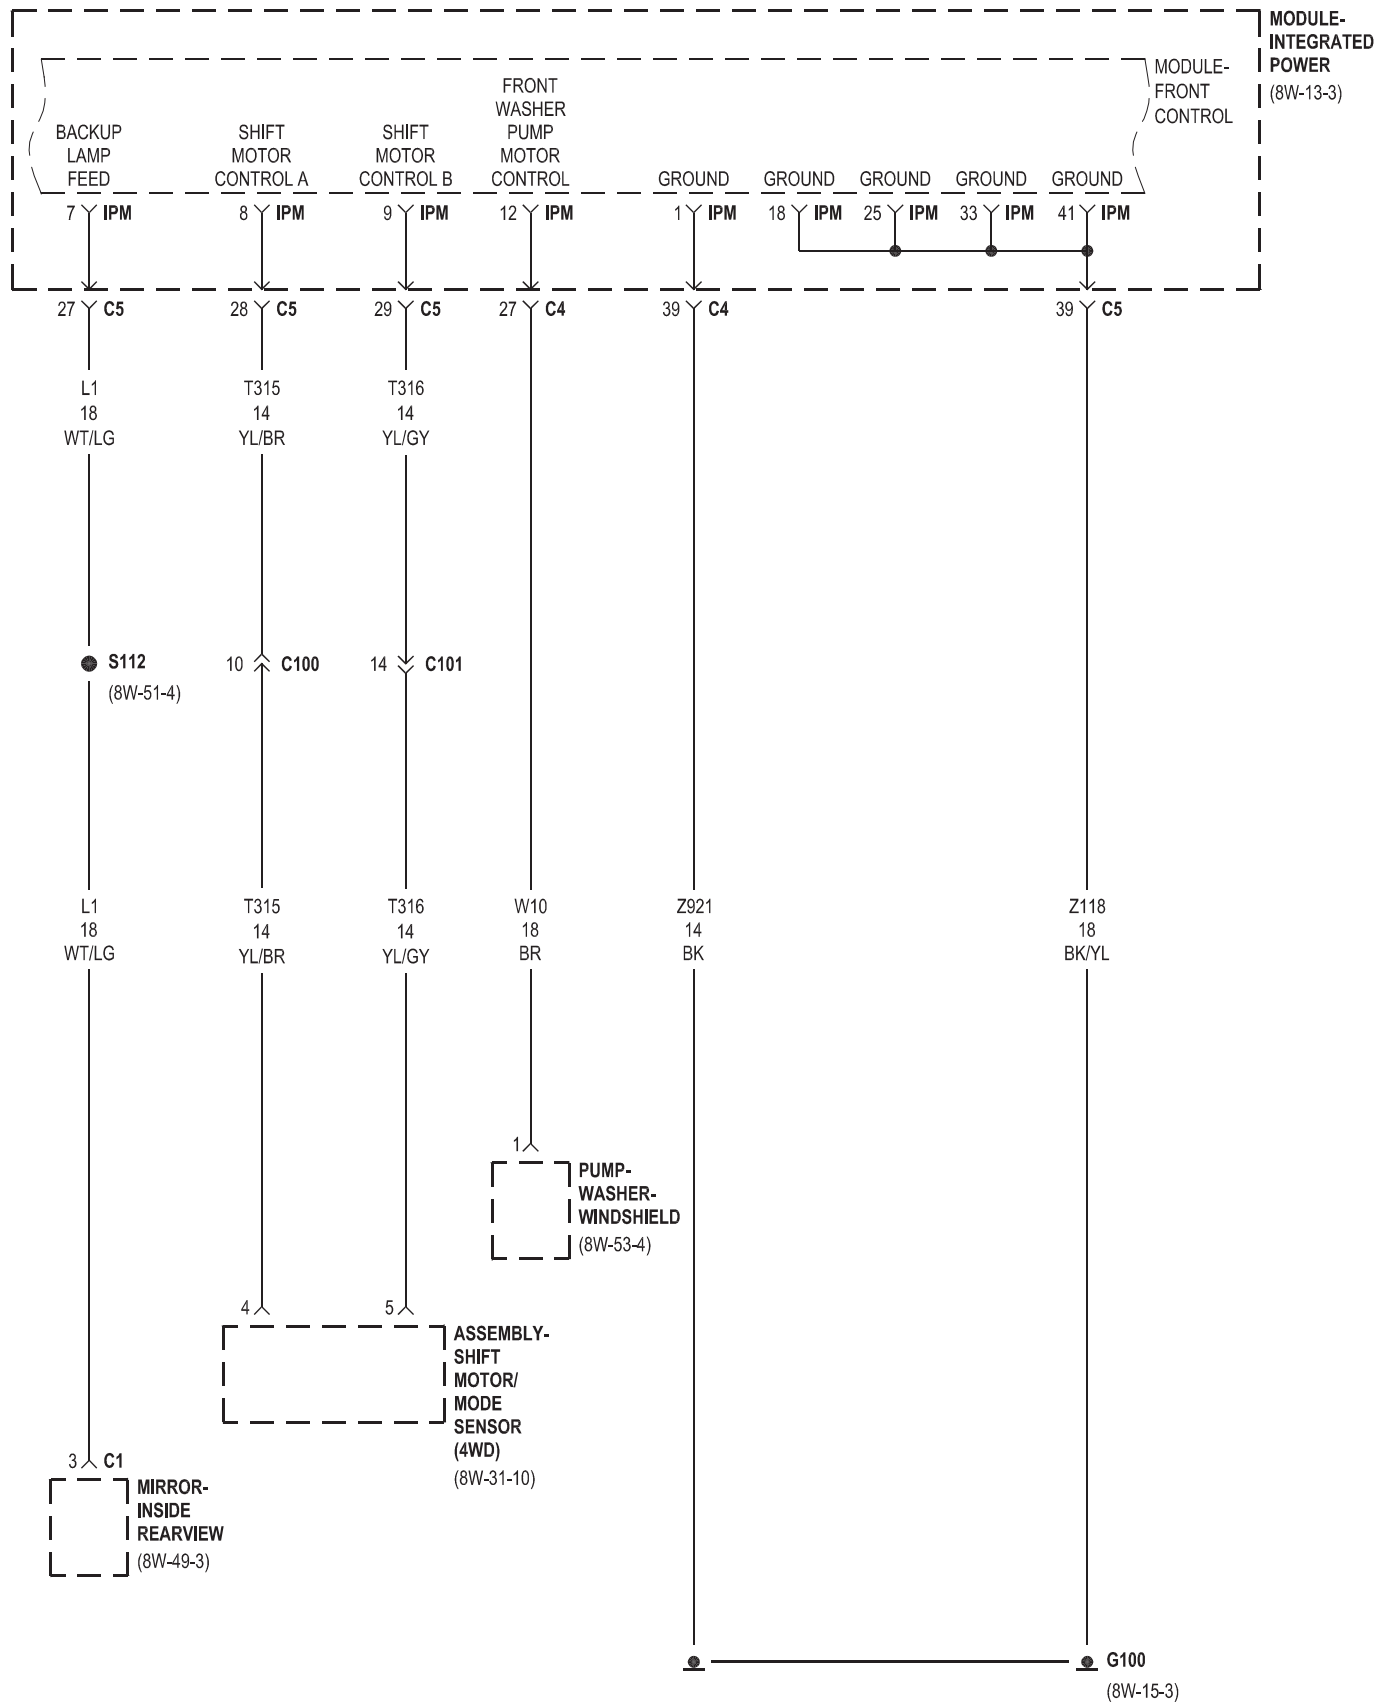 MODULE-
INTEGRATED
POWER
(8W-13-3)
MODULE-
FRONT
CONTROL
BACKUP
LAMP
FEED
SHIFT
MOTOR
CONTROL A
SHIFT
MOTOR
CONTROL B
FRONT
WASHER
PUMP
MOTOR
CONTROL
GROUND
GROUND
GROUND
GROUND
GROUND
7 IPM
8 IPM
9 IPM
12 IPM
1 IPM
18 IPM
25 IPM
33 IPM
41 IPM
27 C5
28 C5
29 C5
27 C4
39 C4
39 C5
L1
18
WT/LG
T315
14
YL/BR
T316
14
YL/GY
S112
(8W-51-4)
10 C100
14 C101
L1
18
WT/LG
T315
14
YL/BR
T316
14
YL/GY
W10
18
BR
Z921
14
BK
Z118
18
BK/YL
1
PUMP-
WASHER-
WINDSHIELD
(8W-53-4)
4
5
ASSEMBLY-
SHIFT
MOTOR/
MODE
SENSOR
(4WD)
(8W-31-10)
3 C1
MIRROR-
INSIDE
REARVIEW
(8W-49-3)
G100
(8W-15-3)